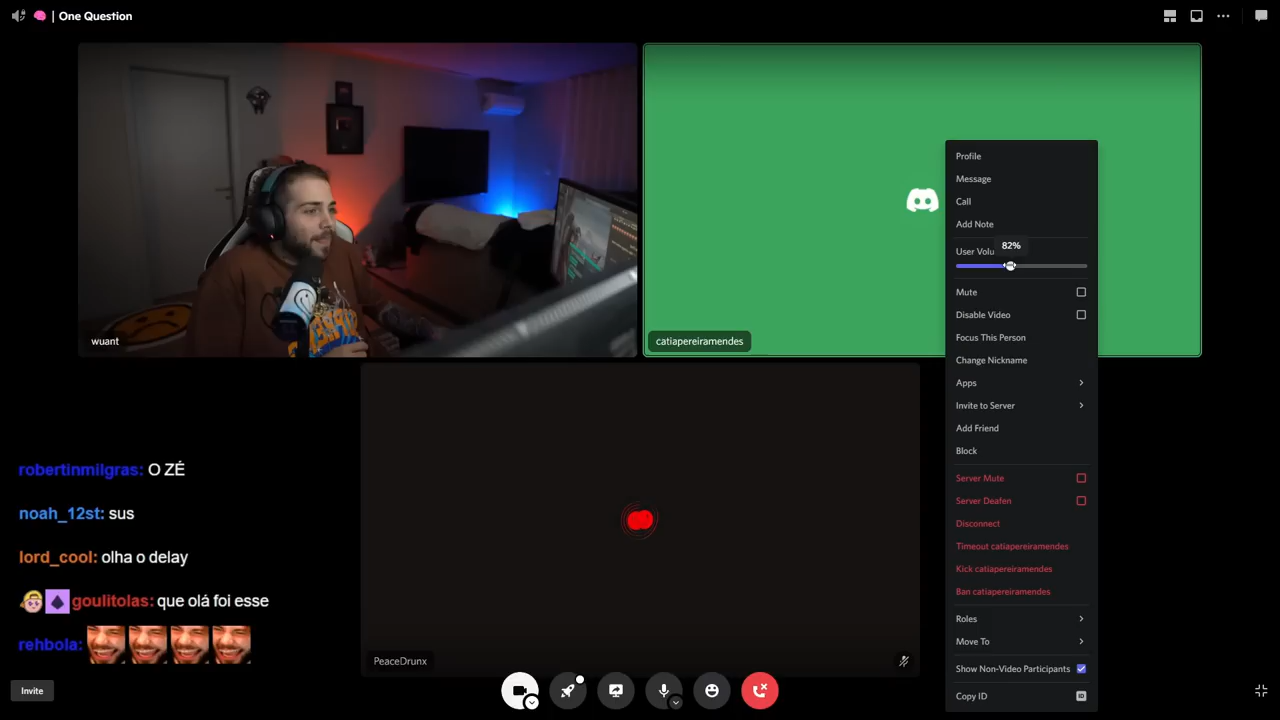 | One Question
wuant
catiapereiramendes
Profile
Message
Call
Add Note
82%
User Volu
Mute
Disable Video
Focus This Person
Change Nickname
Apps
Invite to Server
Add Friend
Block
Server Mute
Server Deafen
Disconnect
Timeout catiapereiramendes
Kick catiapereiramendes
Ban catiapereiramendes
Roles
Move To
Show Non-Video Participants
Copy ID
ID
robertinmilgras: O ZÉ
noah_12st: sus
lord_cool: olha o delay
goulitolas: que olá foi esse
rehbola:
PeaceDrunx
Invite